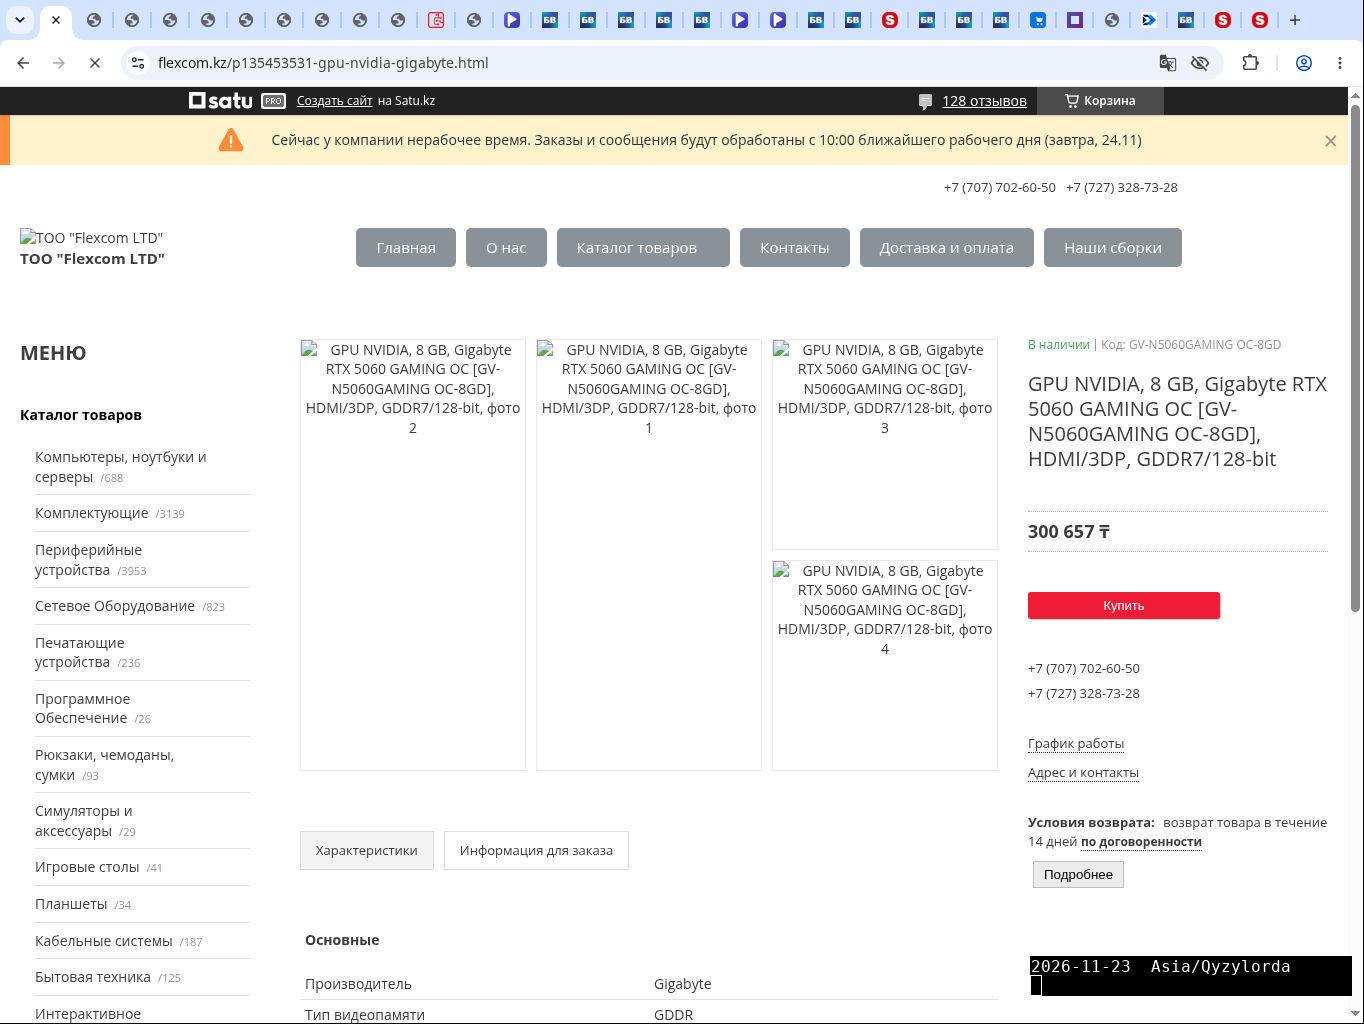 flexcom.kz/p135453531-gpu-nvidia-gigabyte.html
satu PRO Создать сайт на Satu.kz 128 отзывов Корзина
Сейчас у компании нерабочее время. Заказы и сообщения будут обработаны с 10:00 ближайшего рабочего дня (завтра, 24.11)
+7 (707) 702-60-50 +7 (727) 328-73-28
ТОО "Flexcom LTD"
ТОО "Flexcom LTD"
Главная О нас Каталог товаров Контакты Доставка и оплата Наши сборки
МЕНЮ
Каталог товаров
Компьютеры, ноутбуки и
серверы /688
Комплектующие /3139
Периферийные
устройства /3953
Сетевое Оборудование /823
Печатающие
устройства /236
Программное
Обеспечение /26
Рюкзаки, чемоданы,
сумки /93
Симуляторы и
аксессуары /29
Игровые столы /41
Планшеты /34
Кабельные системы /187
Бытовая техника /125
Интерактивное
GPU NVIDIA, 8 GB, Gigabyte
RTX 5060 GAMING OC [GV-
N5060GAMING OC-8GD],
HDMI/3DP, GDDR7/128-bit, фото
2
GPU NVIDIA, 8 GB, Gigabyte
RTX 5060 GAMING OC [GV-
N5060GAMING OC-8GD],
HDMI/3DP, GDDR7/128-bit, фото
1
GPU NVIDIA, 8 GB, Gigabyte
RTX 5060 GAMING OC [GV-
N5060GAMING OC-8GD],
HDMI/3DP, GDDR7/128-bit, фото
3
GPU NVIDIA, 8 GB, Gigabyte
RTX 5060 GAMING OC [GV-
N5060GAMING OC-8GD],
HDMI/3DP, GDDR7/128-bit, фото
4
В наличии | Код: GV-N5060GAMING OC-8GD
GPU NVIDIA, 8 GB, Gigabyte RTX
5060 GAMING OC [GV-
N5060GAMING OC-8GD],
HDMI/3DP, GDDR7/128-bit
300 657 ₸
Купить
+7 (707) 702-60-50
+7 (727) 328-73-28
График работы
Адрес и контакты
Условия возврата: возврат товара в течение
14 дней по договоренности
Подробнее
Характеристики Информация для заказа
Основные
Производитель Gigabyte
Тип видеопамяти GDDR
2026-11-23 Asia/Qyzylorda